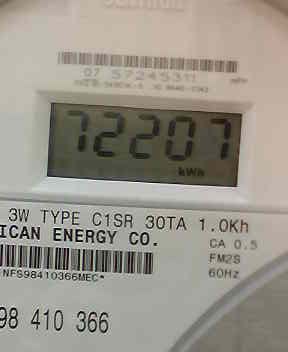 07 57245311
72207
kWh
3W TYPE C1SR 30TA 1.0Kh
ICAN ENERGY CO.
CA 0.5
FM2S
NFS98410366MEC*
60Hz
98 410 366